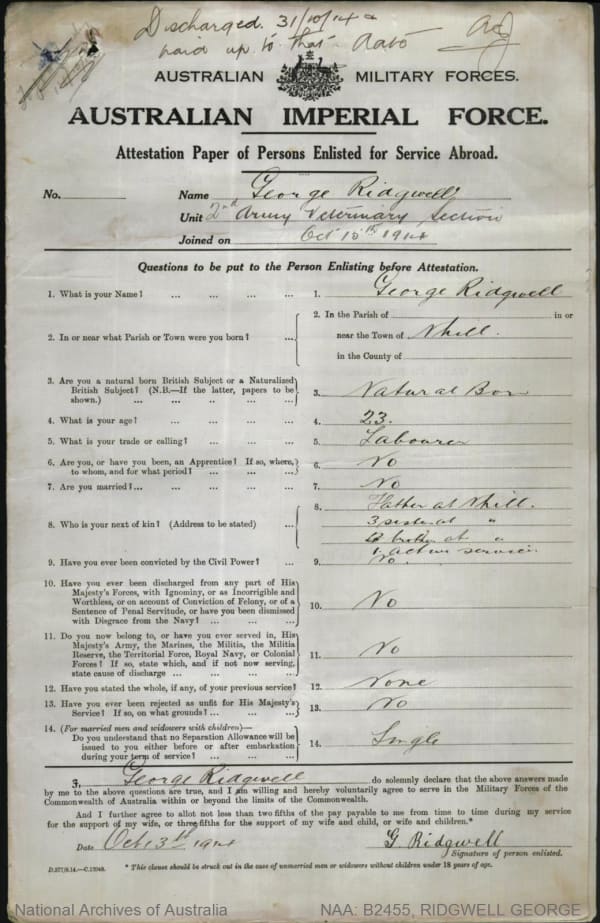 Discharged. 31/10/14 &
paid up to that date
AUSTRALIAN MILITARY FORCES.
AUSTRALIAN IMPERIAL FORCE.
Attestation Paper of Persons Enlisted for Service Abroad.
No. Name George Ridgwell
Unit 2nd Army Veterinary Section
Joined on Oct 1914
Questions to be put to the Person Enlisting before Attestation.
1. What is your Name? ... ... ... ... 1. George Ridgwell
2. In or near what Parish or Town were you born? ... 2. In the Parish of in or
near the Town of Nhill.
in the County of
3. Are you a natural born British Subject or a Naturalized
British Subject? (N.B.—If the latter, papers to be
shown.) ... ... ... ... ... 3. Natural Born
4. What is your age? ... ... ... ... 4. 23.
5. What is your trade or calling? ... ... ... 5. Labourer
6. Are you, or have you been, an Apprentice? If so, where,
to whom, and for what period? ... ... ... 6. No
7. Are you married?... ... ... ... ... 7. No
8. Who is your next of kin? (Address to be stated) ... 8. Father at Nhill.
3 sisters at "
brother at "
1. active service.
9. Have you ever been convicted by the Civil Power? ... 9. No.
10. Have you ever been discharged from any part of His
Majesty's Forces, with Ignominy, or as Incorrigible and
Worthless, or on account of Conviction of Felony, or of a
Sentence of Penal Servitude, or have you been dismissed
with Disgrace from the Navy? ... ... ... 10. No
11. Do you now belong to, or have you ever served in, His
Majesty's Army, the Marines, the Militia, the Militia
Reserve, the Territorial Force, Royal Navy, or Colonial
Forces? If so, state which, and if not now serving,
state cause of discharge ... ... ... ... 11. No
12. Have you stated the whole, if any, of your previous service? 12. None
13. Have you ever been rejected as unfit for His Majesty's
Service? If so, on what grounds? ... ... ... 13. No
14. (For married men and widowers with children)—
Do you understand that no Separation Allowance will be
issued to you either before or after embarkation
during your term of service? ... ... ... 14. Single
I, George Ridgwell do solemnly declare that the above answers made
by me to the above questions are true, and I am willing and hereby voluntarily agree to serve in the Military Forces of the
Commonwealth of Australia within or beyond the limits of the Commonwealth.
And I further agree to allot not less than two fifths of the pay payable to me from time to time during my service
for the support of my wife, or three-fifths for the support of my wife and child, or wife and children.*
Date Oct 3th 1914 G Ridgwell
Signature of person enlisted.
* This clause should be struck out in the case of unmarried men or widowers without children under 18 years of age.
National Archives of Australia NAA: B2455, RIDGWELL GEORGE